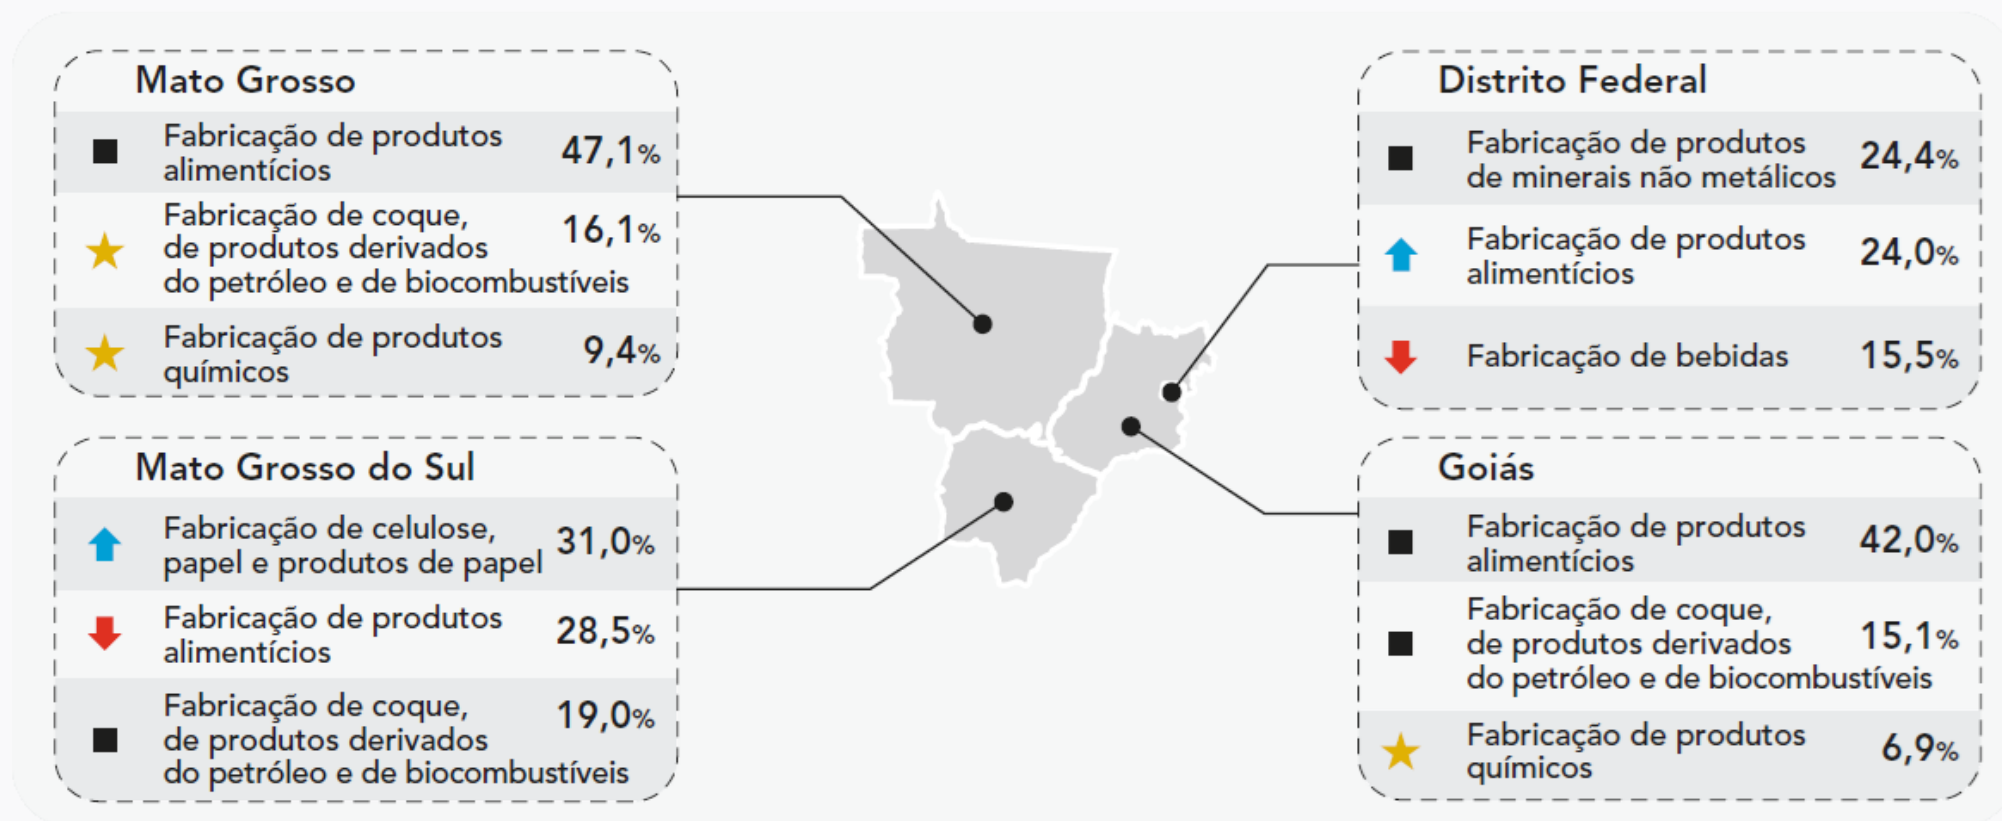 Mato Grosso
Fabricação de produtos
alimentícios
47,1%
Fabricação de coque,
de produtos derivados
do petróleo e de biocombustíveis
16,1%
Fabricação de produtos
químicos
9,4%
Mato Grosso do Sul
Fabricação de celulose,
papel e produtos de papel
31,0%
Fabricação de produtos
alimentícios
28,5%
Fabricação de coque,
de produtos derivados
do petróleo e de biocombustíveis
19,0%
Distrito Federal
Fabricação de produtos
de minerais não metálicos
24,4%
Fabricação de produtos
alimentícios
24,0%
Fabricação de bebidas
15,5%
Goiás
Fabricação de produtos
alimentícios
42,0%
Fabricação de coque,
de produtos derivados
do petróleo e de biocombustíveis
15,1%
Fabricação de produtos
químicos
6,9%